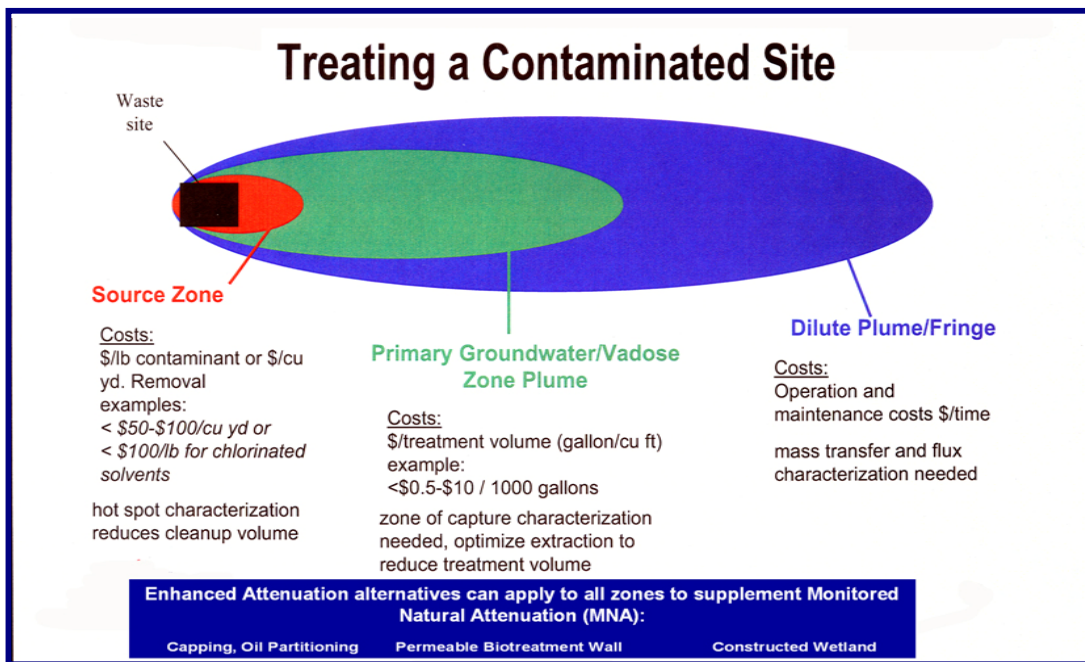 Treating a Contaminated Site
Waste
site
Source Zone
Costs:
$/lb contaminant or $/cu
yd. Removal
examples:
< $50-$100/cu yd or
< $100/lb for chlorinated
solvents
hot spot characterization
reduces cleanup volume
Primary Groundwater/Vadose
Zone Plume
Costs:
$/treatment volume (gallon/cu ft)
example:
<$0.5-$10 / 1000 gallons
zone of capture characterization
needed, optimize extraction to
reduce treatment volume
Dilute Plume/Fringe
Costs:
Operation and
maintenance costs $/time
mass transfer and flux
characterization needed
Enhanced Attenuation alternatives can apply to all zones to supplement Monitored
Natural Attenuation (MNA):
Capping, Oil Partitioning Permeable Biotreatment Wall Constructed Wetland